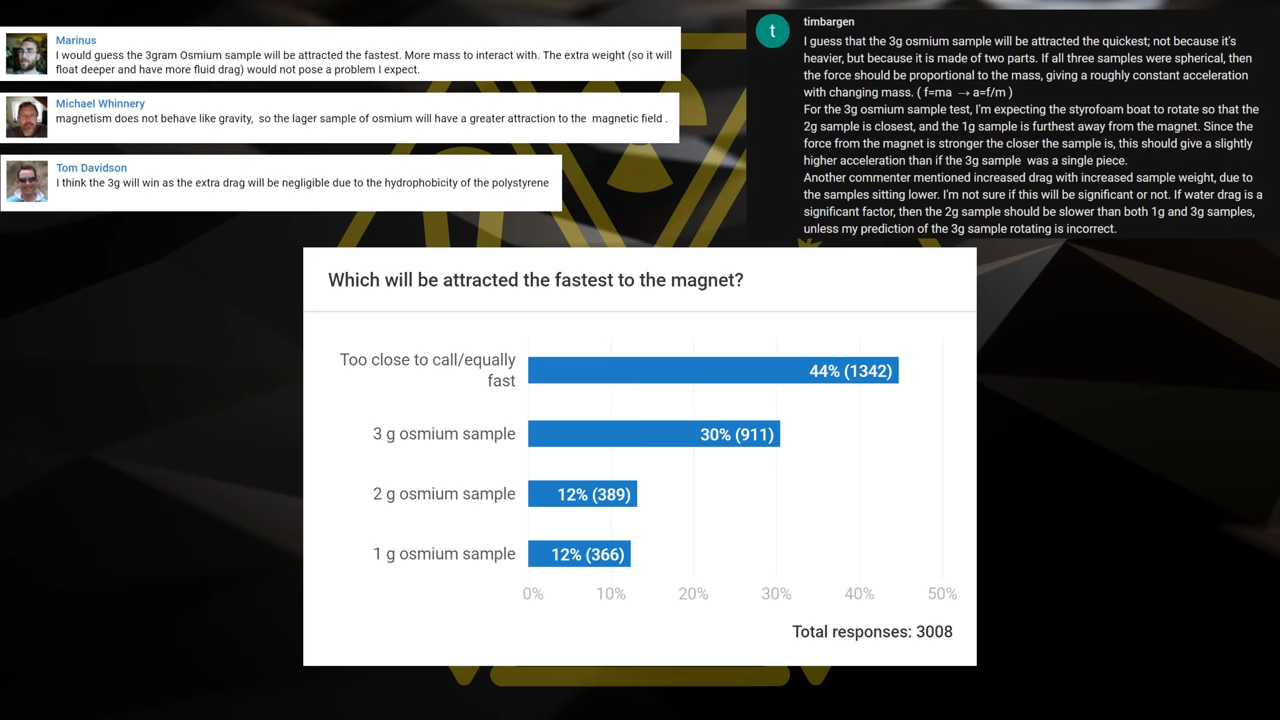 Marinus
I would guess the 3gram Osmium sample will be attracted the fastest. More mass to interact with. The extra weight (so it will
float deeper and have more fluid drag) would not pose a problem I expect.
Michael Whinnery
magnetism does not behave like gravity, so the lager sample of osmium will have a greater attraction to the magnetic field .
Tom Davidson
I think the 3g will win as the extra drag will be negligible due to the hydrophobicity of the polystyrene
t
timbargen
I guess that the 3g osmium sample will be attracted the quickest; not because it's
heavier, but because it is made of two parts. If all three samples were spherical, then
the force should be proportional to the mass, giving a roughly constant acceleration
with changing mass. ( f=ma → a=f/m )
For the 3g osmium sample test, I'm expecting the styrofoam boat to rotate so that the
2g sample is closest, and the 1g sample is furthest away from the magnet. Since the
force from the magnet is stronger the closer the sample is, this should give a slightly
higher acceleration than if the 3g sample was a single piece.
Another commenter mentioned increased drag with increased sample weight, due to
the samples sitting lower. I'm not sure if this will be significant or not. If water drag is a
significant factor, then the 2g sample should be slower than both 1g and 3g samples,
unless my prediction of the 3g sample rotating is incorrect.
Which will be attracted the fastest to the magnet?
Too close to call/equally
fast
44% (1342)
3 g osmium sample
30% (911)
2 g osmium sample
12% (389)
1 g osmium sample
12% (366)
0% 10% 20% 30% 40% 50%
Total responses: 3008